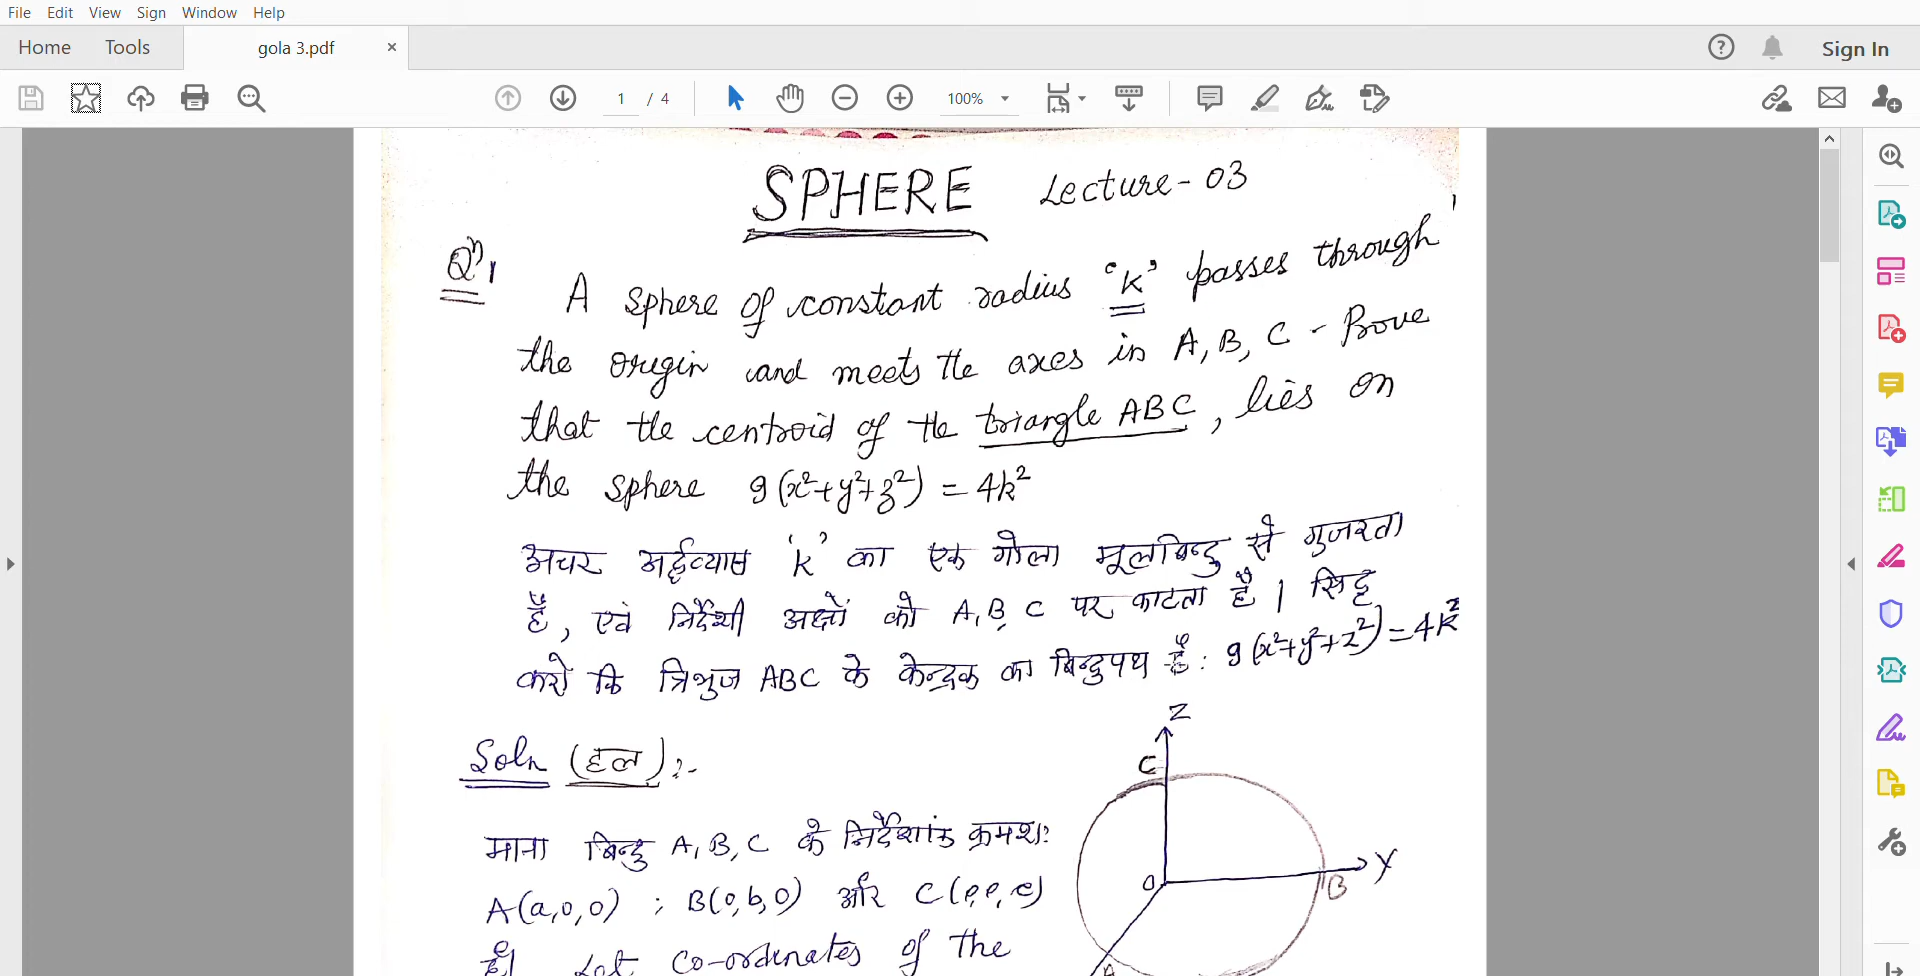 File Edit View Sign Window Help
Home Tools gola 3.pdf × Sign In
1 / 4 100%
SPHERE Lecture-03
Qn 1
A Sphere of constant radius 'k' passes through
the origin and meets the axes in A, B, C - Prove
that the centroid of the triangle ABC, lies on
the sphere 9(x²+y²+z²) = 4k²
अचर अर्द्धव्यास 'k' का एक गोला मूलबिन्दु से गुजरता
है, एवं निर्देशी अक्षों को A, B, C पर काटता है | सिद्ध
करो कि त्रिभुज ABC के केन्द्रक का बिन्दुपथ है: 9(x²+y²+z²)=4k²
Soln (हल):-
Z
C
माना बिन्दु A, B, C के निर्देशांक क्रमशः
O B Y
A(a,0,0) ; B(0,b,0) और C(0,0,c)
है। Let Co-ordinates of the
A